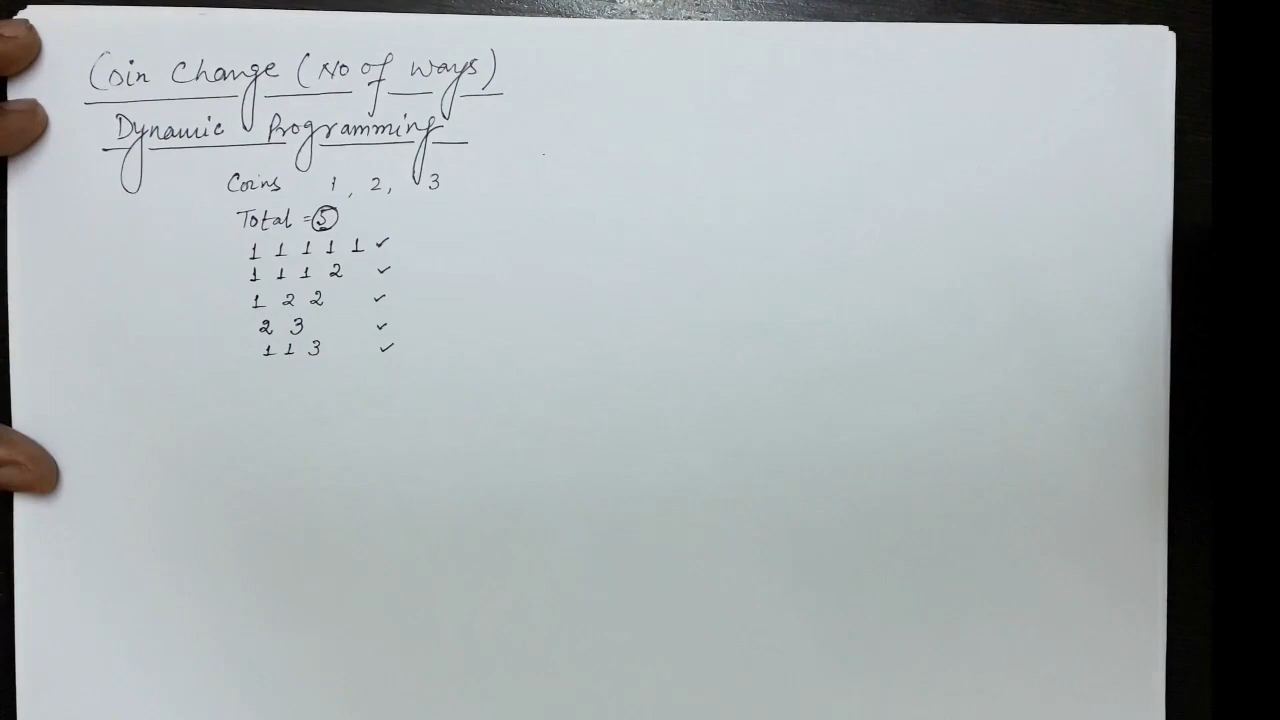 Coin Change (No of ways)
Dynamic Programming
Coins 1, 2, 3
Total = 5
1 1 1 1 1 ✓
1 1 1 2 ✓
1 2 2 ✓
2 3 ✓
1 1 3 ✓